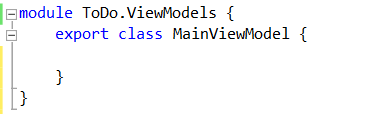 module ToDo.ViewModels {
    export class MainViewModel {

    }
}